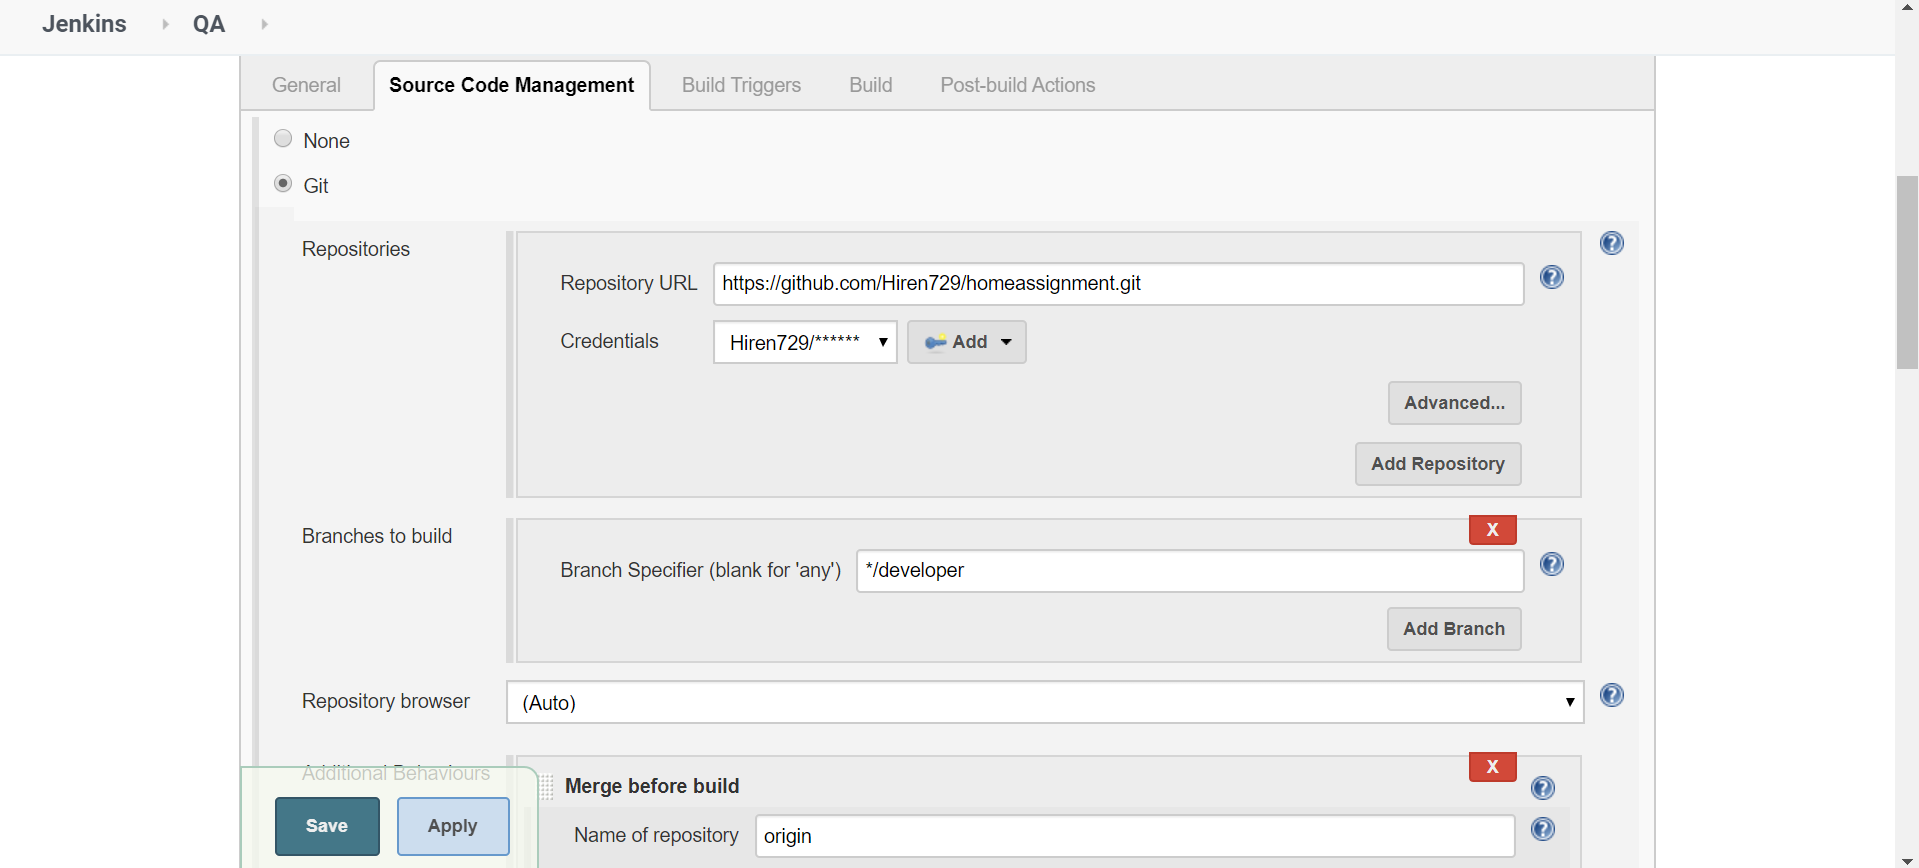 Jenkins QA
General Source Code Management Build Triggers Build Post-build Actions
None
Git
Repositories
Repository URL https://github.com/Hiren729/homeassignment.git
Credentials Hiren729/****** Add
Advanced...
Add Repository
Branches to build X
Branch Specifier (blank for 'any') */developer
Add Branch
Repository browser (Auto)
Additional Behaviours X
Merge before build
Name of repository origin
Save Apply